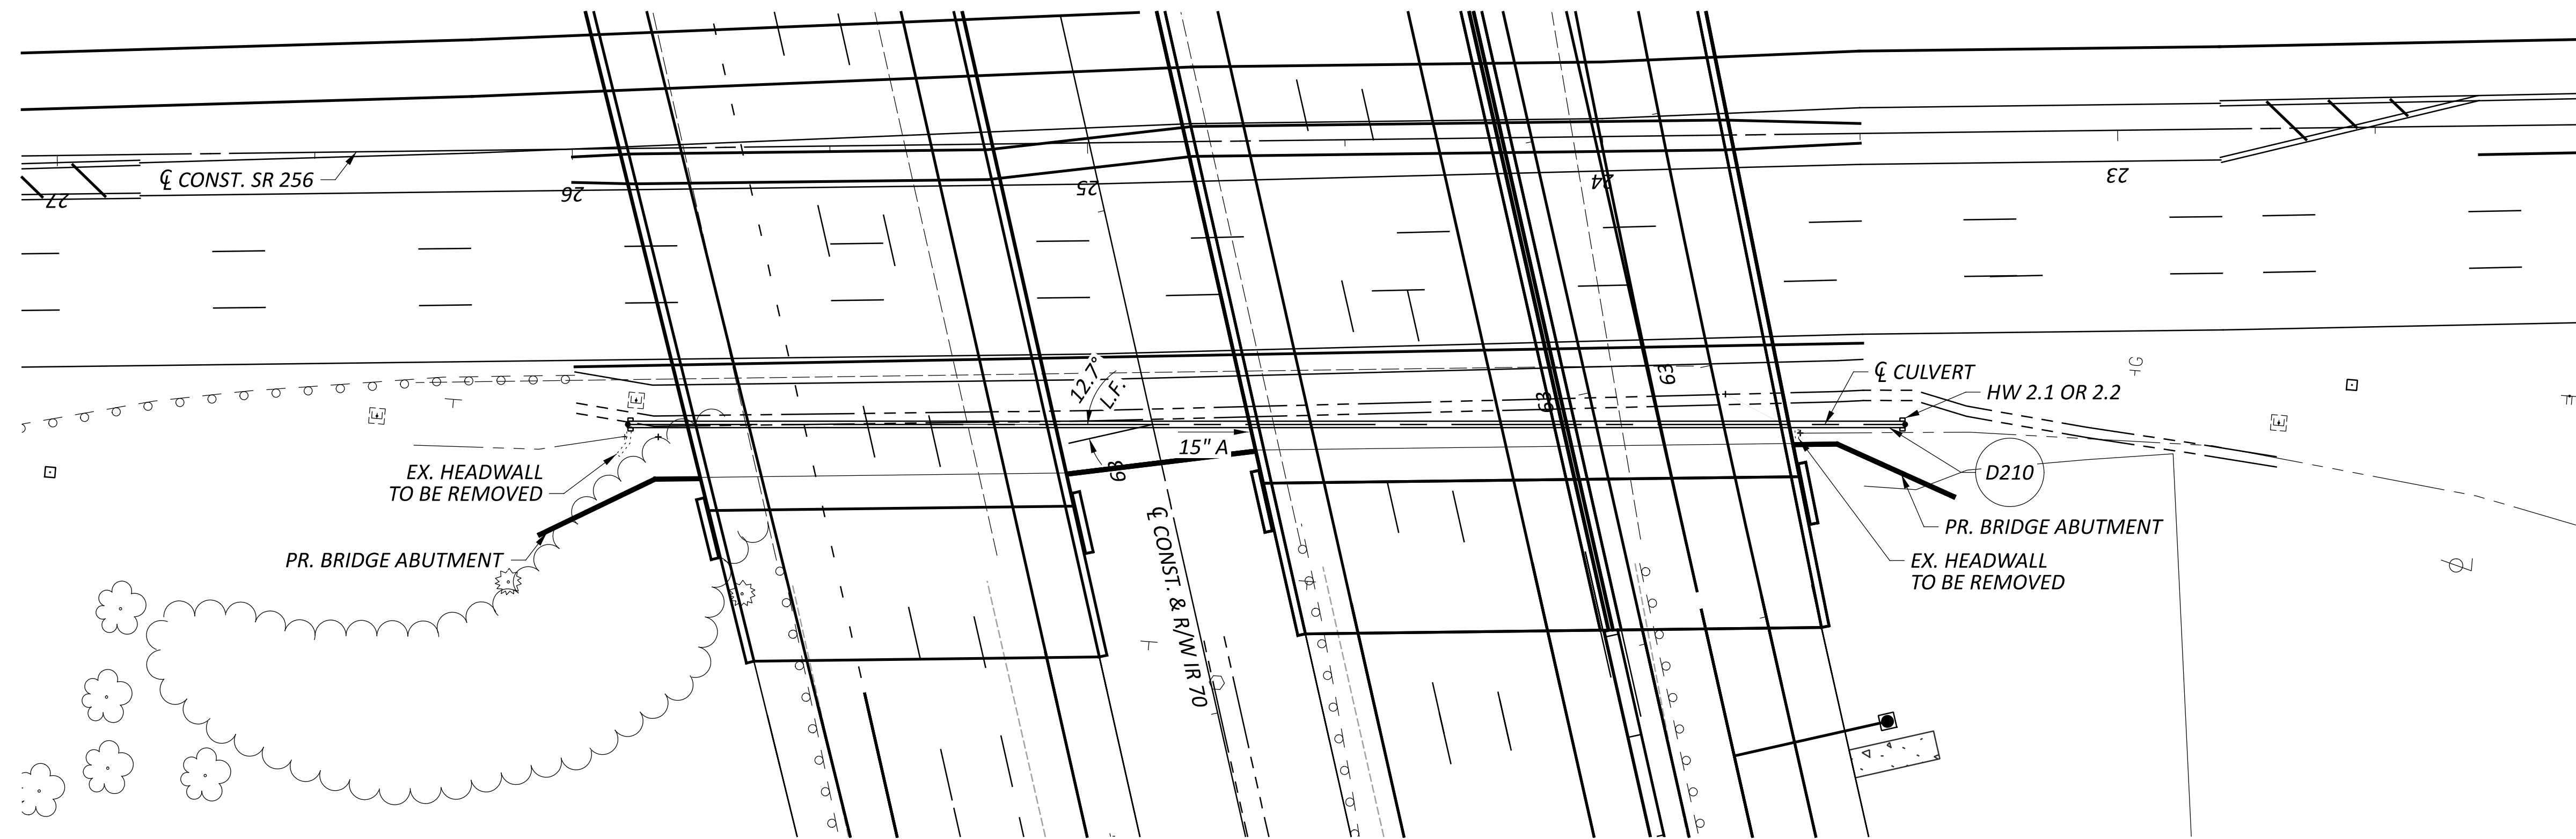 ℄ CONST. SR 256
27
26
25
24
23
12.7°
L.F.
63
63
63
15" A
℄ CULVERT
HW 2.1 OR 2.2
EX. HEADWALL
TO BE REMOVED
D210
PR. BRIDGE ABUTMENT
PR. BRIDGE ABUTMENT
EX. HEADWALL
TO BE REMOVED
℄ CONST. & R/W IR 70